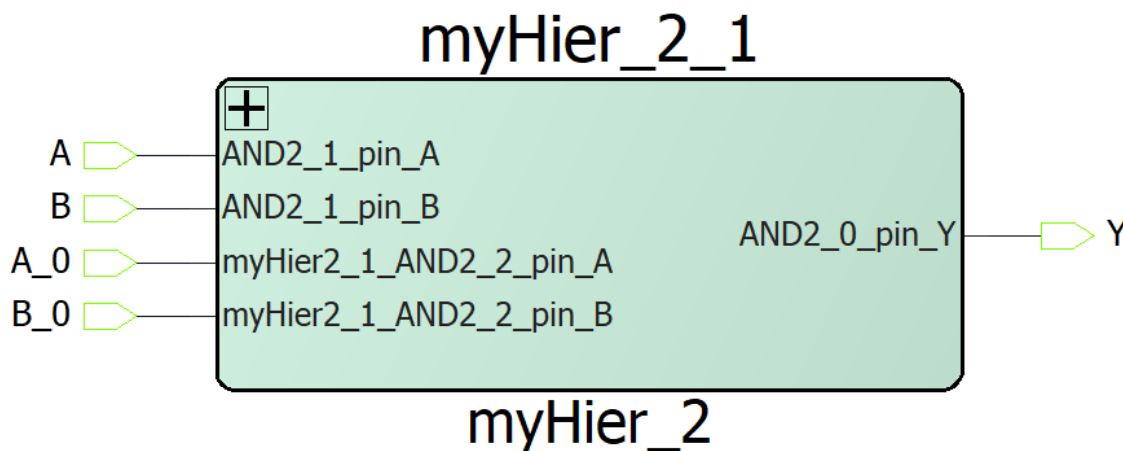 myHier_2_1
A AND2_1_pin_A
B AND2_1_pin_B
AND2_0_pin_Y Y
A_0 myHier2_1_AND2_2_pin_A
B_0 myHier2_1_AND2_2_pin_B
myHier_2